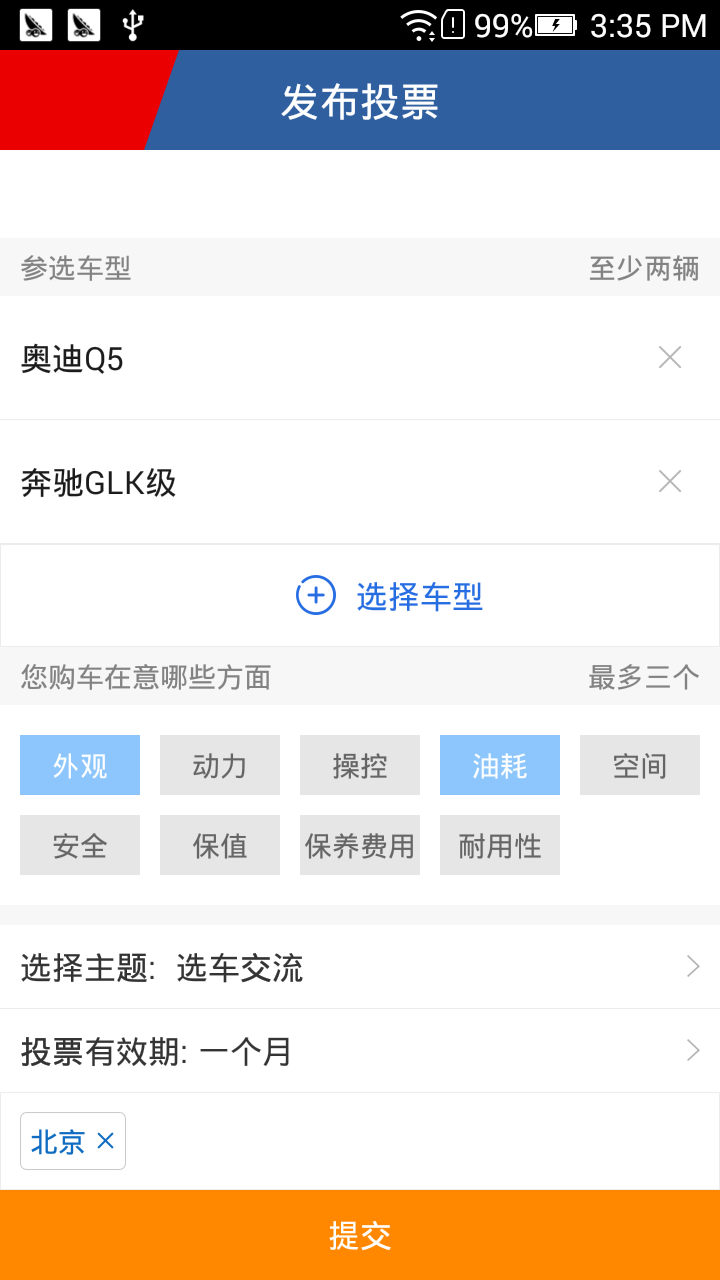 99% 3:35 PM
发布投票
参选车型 至少两辆
奥迪Q5
奔驰GLK级
选择车型
您购车在意哪些方面 最多三个
外观 动力 操控 油耗 空间
安全 保值 保养费用 耐用性
选择主题: 选车交流
投票有效期: 一个月
北京
提交